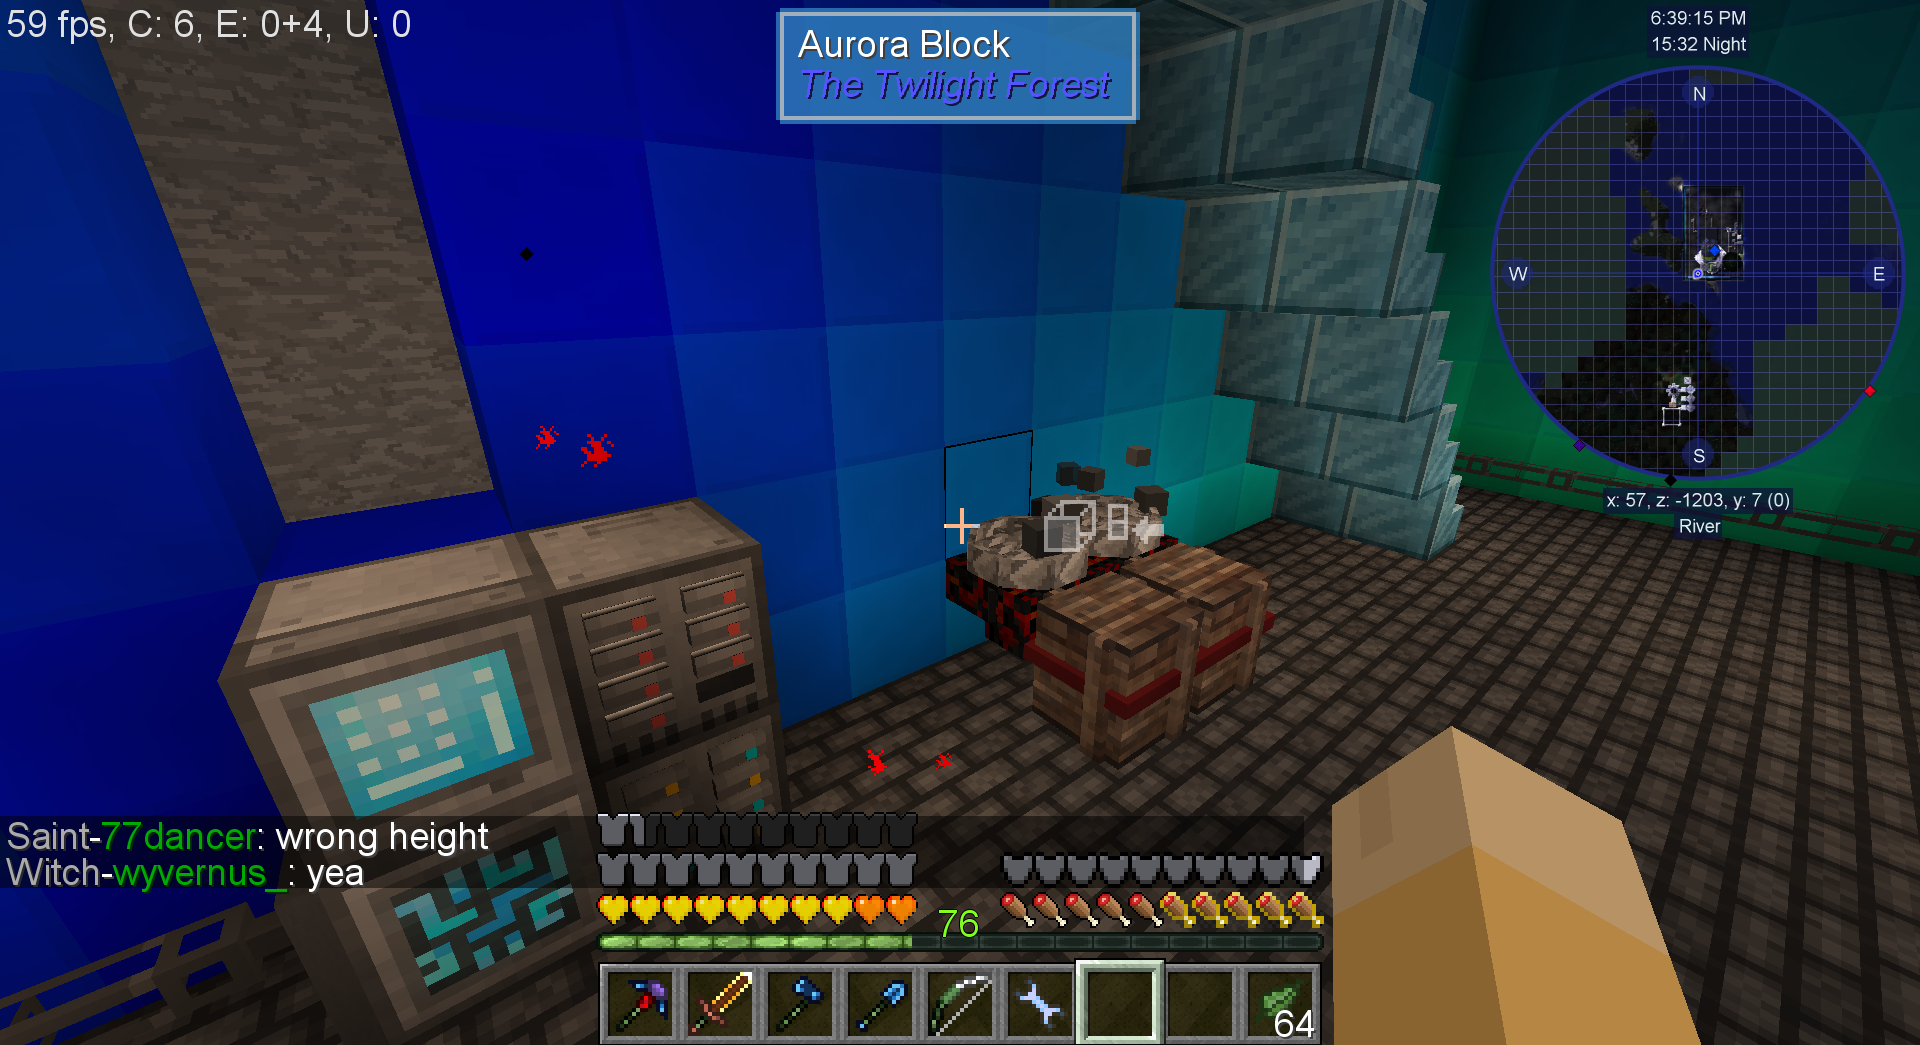 59 fps, C: 6, E: 0+4, U: 0
Aurora Block
The Twilight Forest
6:39:15 PM
15:32 Night
N
W
E
S
x: 57, z: -1203, y: 7 (0)
River
Saint-77dancer: wrong height
Witch-wyvernus_: yea
76
64